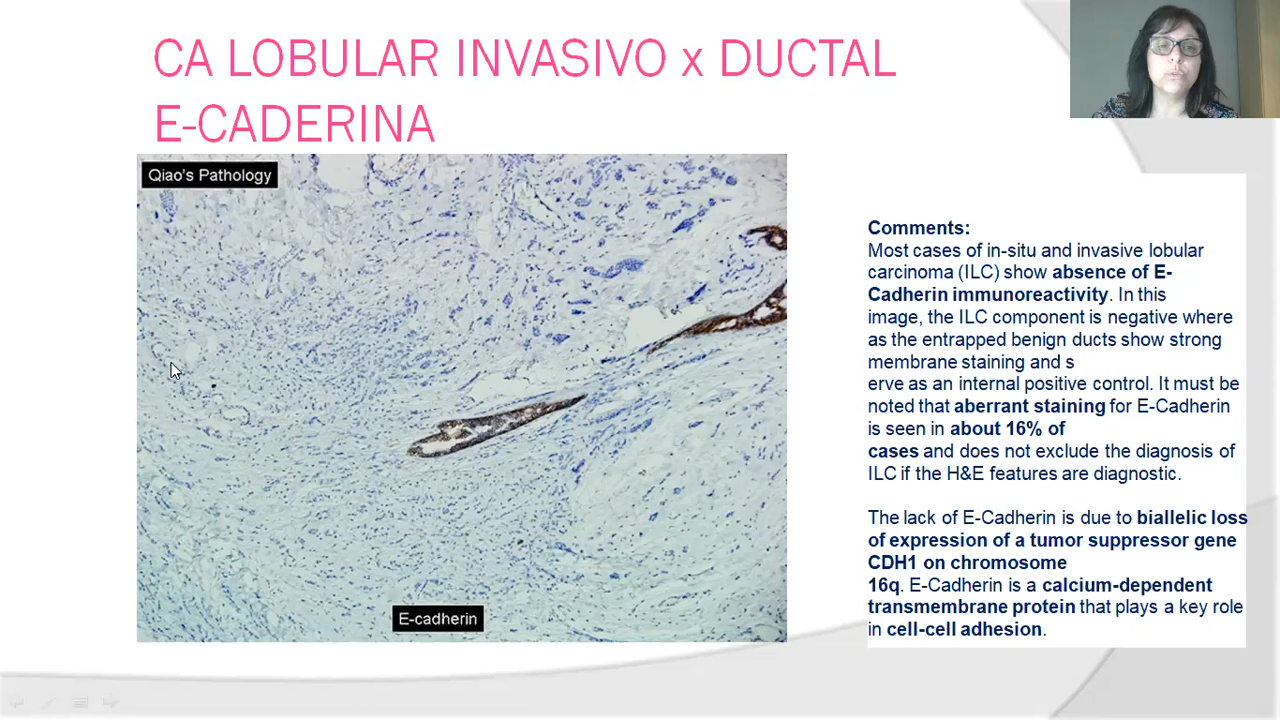 CA LOBULAR INVASIVO x DUCTAL
E-CADERINA
Qiao's Pathology
E-cadherin
Comments:
Most cases of in-situ and invasive lobular
carcinoma (ILC) show absence of E-
Cadherin immunoreactivity. In this
image, the ILC component is negative where
as the entrapped benign ducts show strong
membrane staining and s
erve as an internal positive control. It must be
noted that aberrant staining for E-Cadherin
is seen in about 16% of
cases and does not exclude the diagnosis of
ILC if the H&E features are diagnostic.
The lack of E-Cadherin is due to biallelic loss
of expression of a tumor suppressor gene
CDH1 on chromosome
16q. E-Cadherin is a calcium-dependent
transmembrane protein that plays a key role
in cell-cell adhesion.